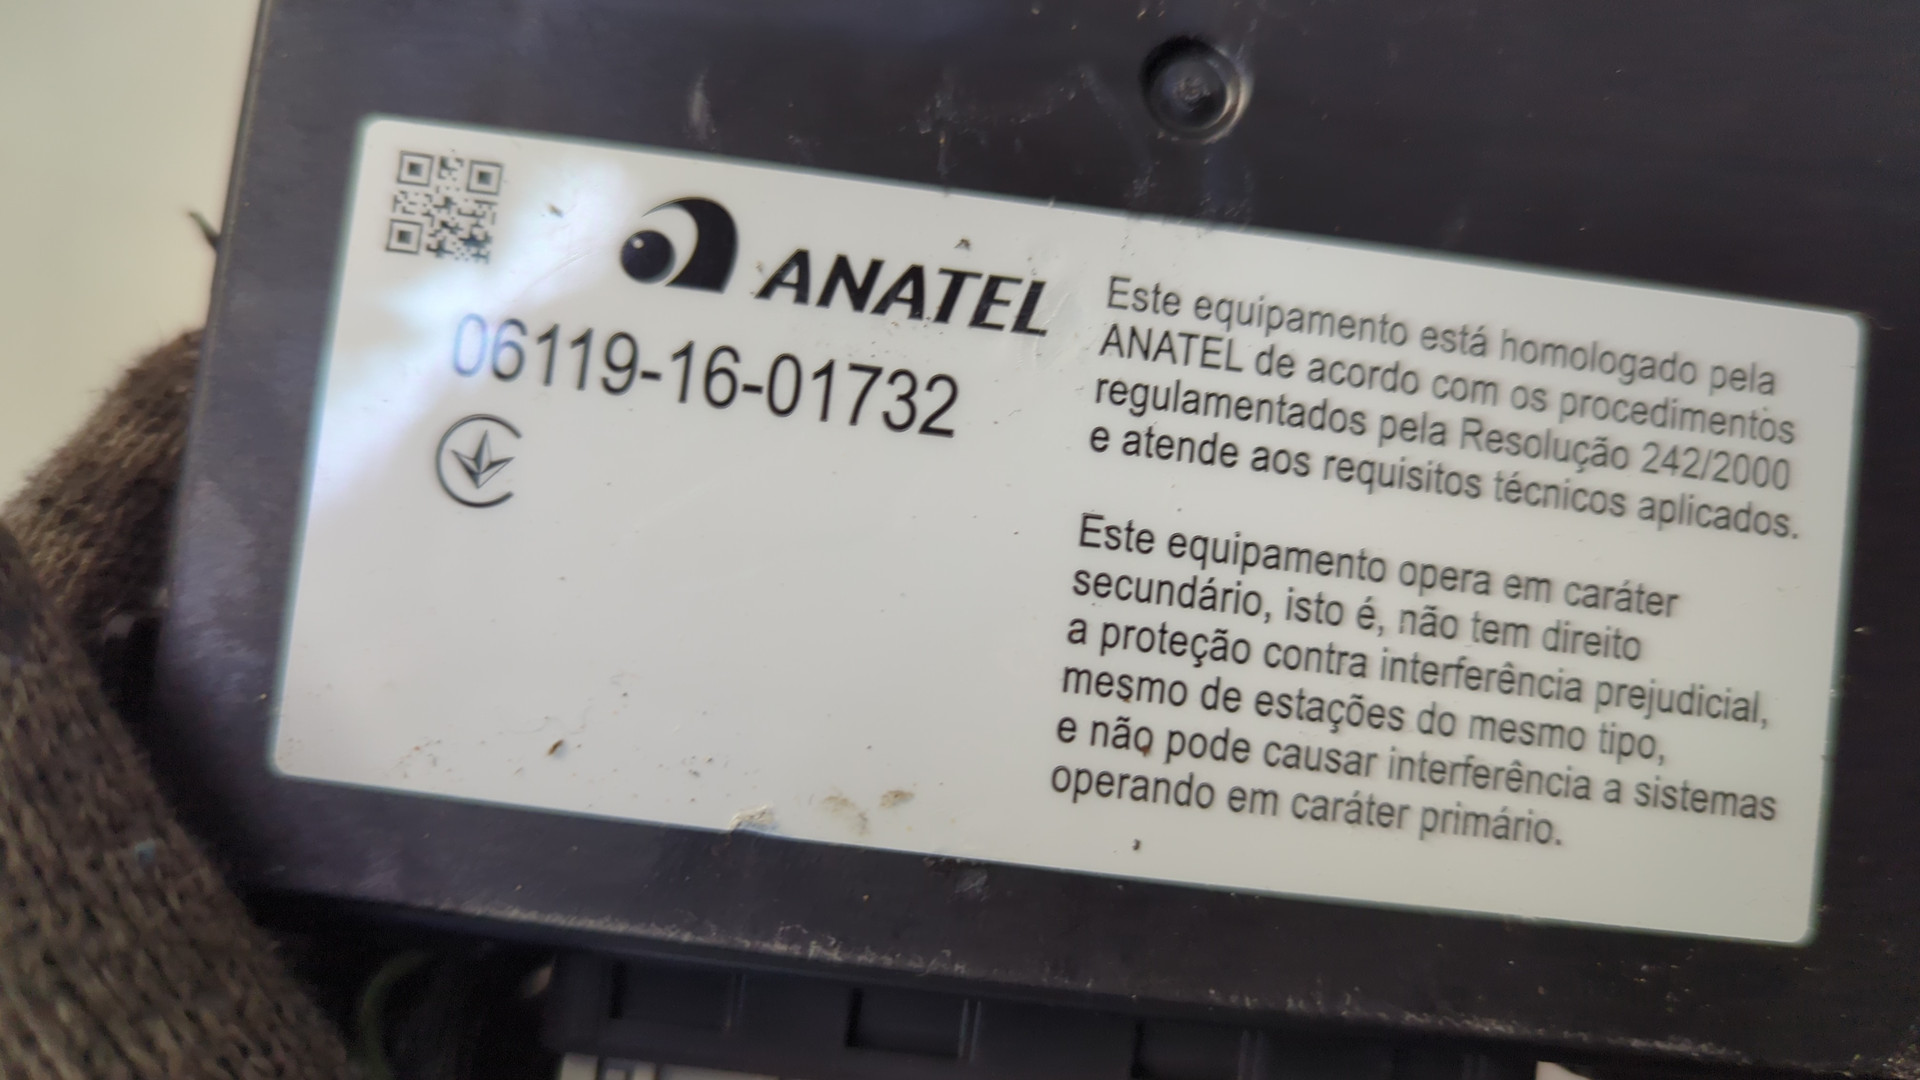 ANATEL
06119-16-01732
Este equipamento está homologado pela
ANATEL de acordo com os procedimentos
regulamentados pela Resolução 242/2000
e atende aos requisitos técnicos aplicados.
Este equipamento opera em caráter
secundário, isto é, não tem direito
a proteção contra interferência prejudicial,
mesmo de estações do mesmo tipo,
e não pode causar interferência a sistemas
operando em caráter primário.